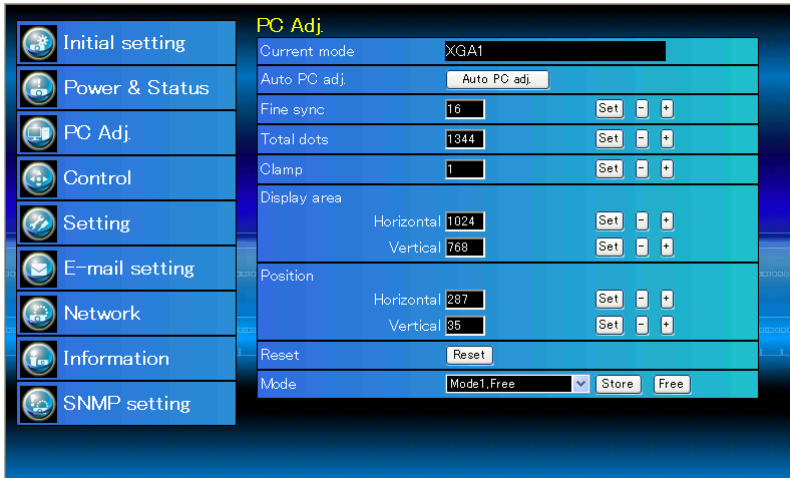 Initial setting
Power & Status
PC Adj.
Control
Setting
E-mail setting
Network
Information
SNMP setting
PC Adj.
Current mode XGA1
Auto PC adj. Auto PC adj.
Fine sync 16 Set - +
Total dots 1344 Set - +
Clamp 1 Set - +
Display area
Horizontal 1024 Set - +
Vertical 768 Set - +
Position
Horizontal 287 Set - +
Vertical 35 Set - +
Reset Reset
Mode Mode1,Free Store Free